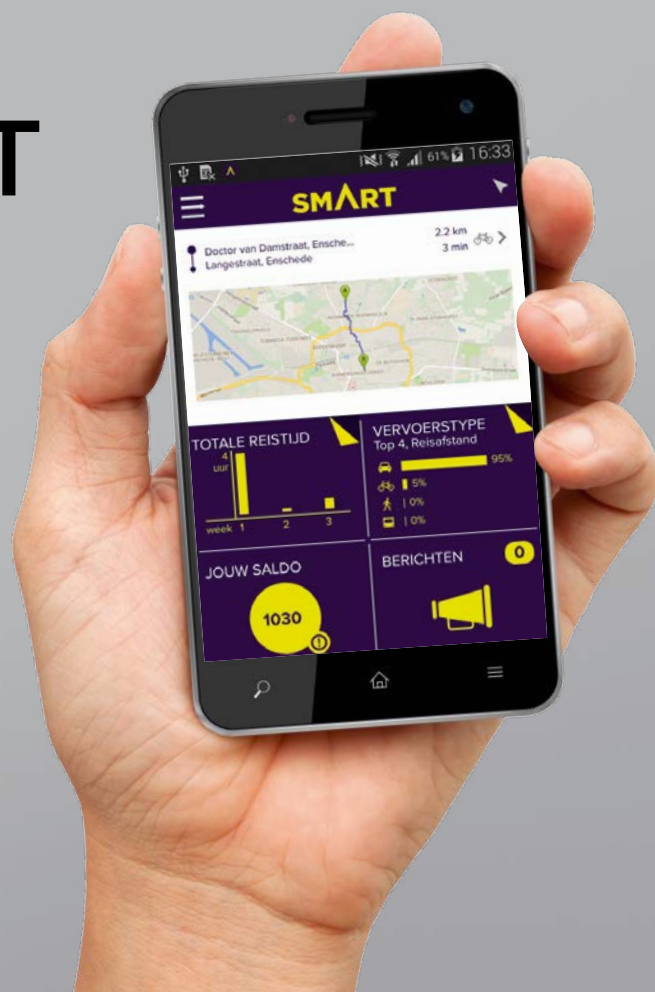 T
61% 16:33
SMART
Doctor van Damstraat, Ensche...
Langestraat, Enschede
2.2 km
3 min
TOTALE REISTIJD
4
uur
week 1 2 3
VERVOERSTYPE
Top 4, Reisafstand
95%
5%
0%
0%
JOUW SALDO
1030
BERICHTEN
0